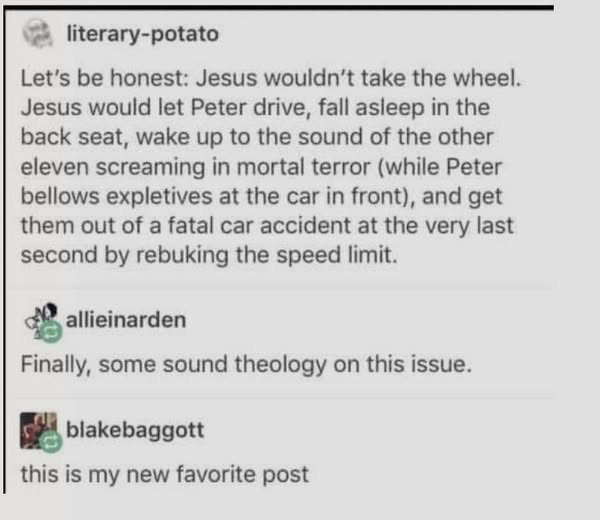 literary-potato
Let's be honest: Jesus wouldn't take the wheel.
Jesus would let Peter drive, fall asleep in the
back seat, wake up to the sound of the other
eleven screaming in mortal terror (while Peter
bellows expletives at the car in front), and get
them out of a fatal car accident at the very last
second by rebuking the speed limit.
allieinarden
Finally, some sound theology on this issue.
blakebaggott
this is my new favorite post